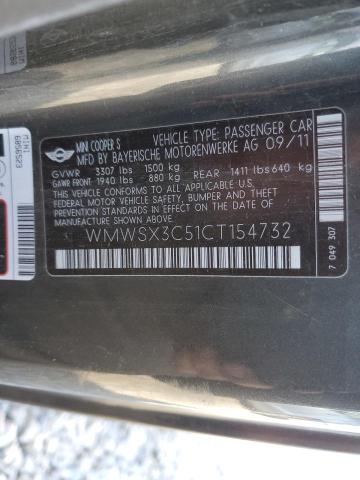 MINI COOPER S
VEHICLE TYPE: PASSENGER CAR
MFD BY BAYERISCHE MOTORENWERKE AG 09/11
GVWR 3307 lbs 1500 kg
GAWR FRONT 1940 lbs 880 kg REAR 1411 lbs 640 kg
THIS VEHICLE CONFORMS TO ALL APPLICABLE U.S.
FEDERAL MOTOR VEHICLE SAFETY, BUMPER, AND
THEFT PREVENTION STANDARDS IN EFFECT ON THE DATE
OF MANUFACTURE SHOWN ABOVE.
WMWSX3C51CT154732
7 049 307
MINI